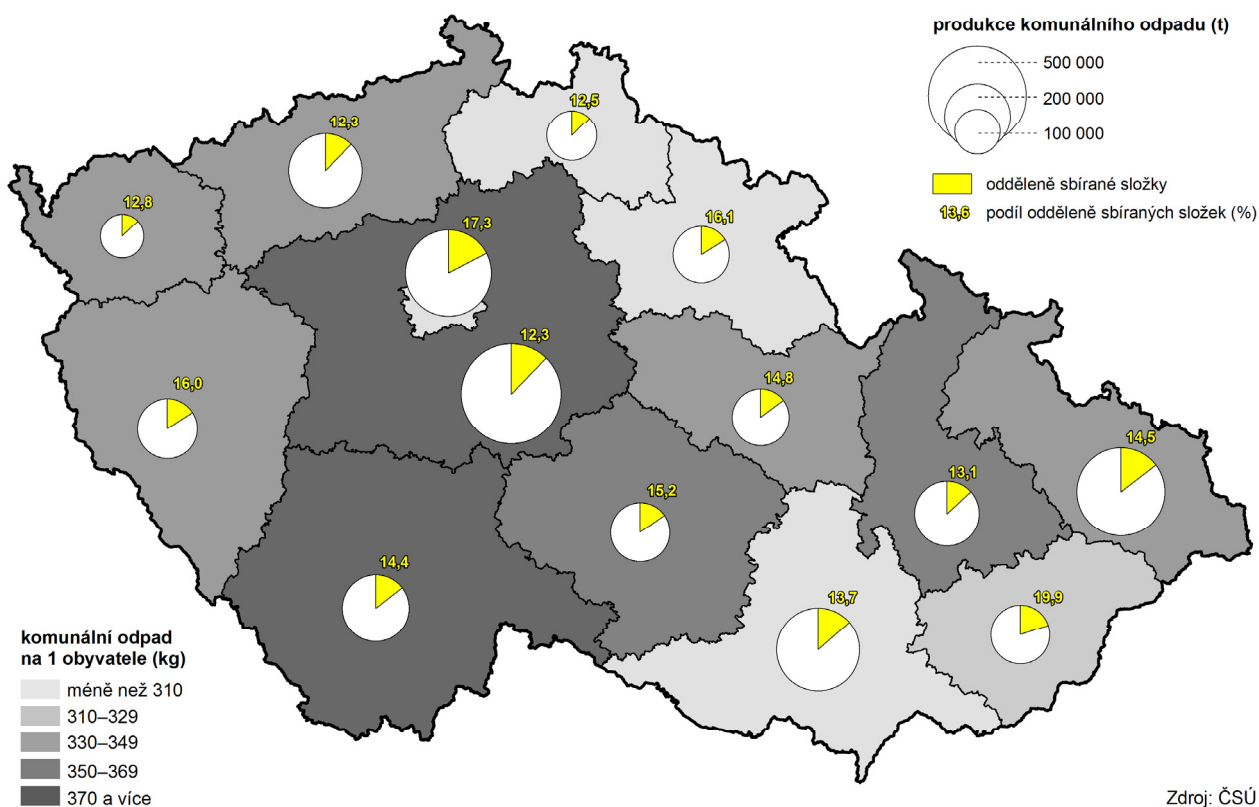 produkce komunálního odpadu (t)
500 000
200 000
100 000
odděleně sbírané složky
13,6 podíl odděleně sbíraných složek (%)
12,5
12,3
12,8
17,3
16,1
12,3
16,0
14,8
14,5
13,1
15,2
14,4
13,7
19,9
komunální odpad
na 1 obyvatele (kg)
méně než 310
310–329
330–349
350–369
370 a více
Zdroj: ČSÚ